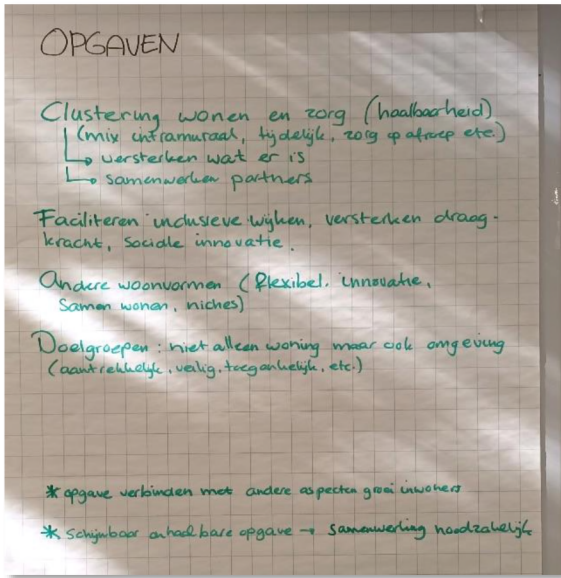 OPGAVEN
Clustering wonen en zorg (haalbaarheid)
(mix intramuraal, tijdelijk, zorg op afroep etc.)
↳ versterken wat er is
↳ samenwerken partners
Faciliteren inclusieve wijken, versterken draag-
kracht, sociale innovatie.
Andere woonvormen (flexibel, innovatie,
Samen wonen, niches)
Doelgroepen: niet alleen woning maar ook omgeving
(aantrekkelijk, veilig, toegankelijk, etc.)
* opgave verbinden met andere aspecten groei inwoners
* schijnbaar onhaalbare opgave → samenwerking noodzakelijk